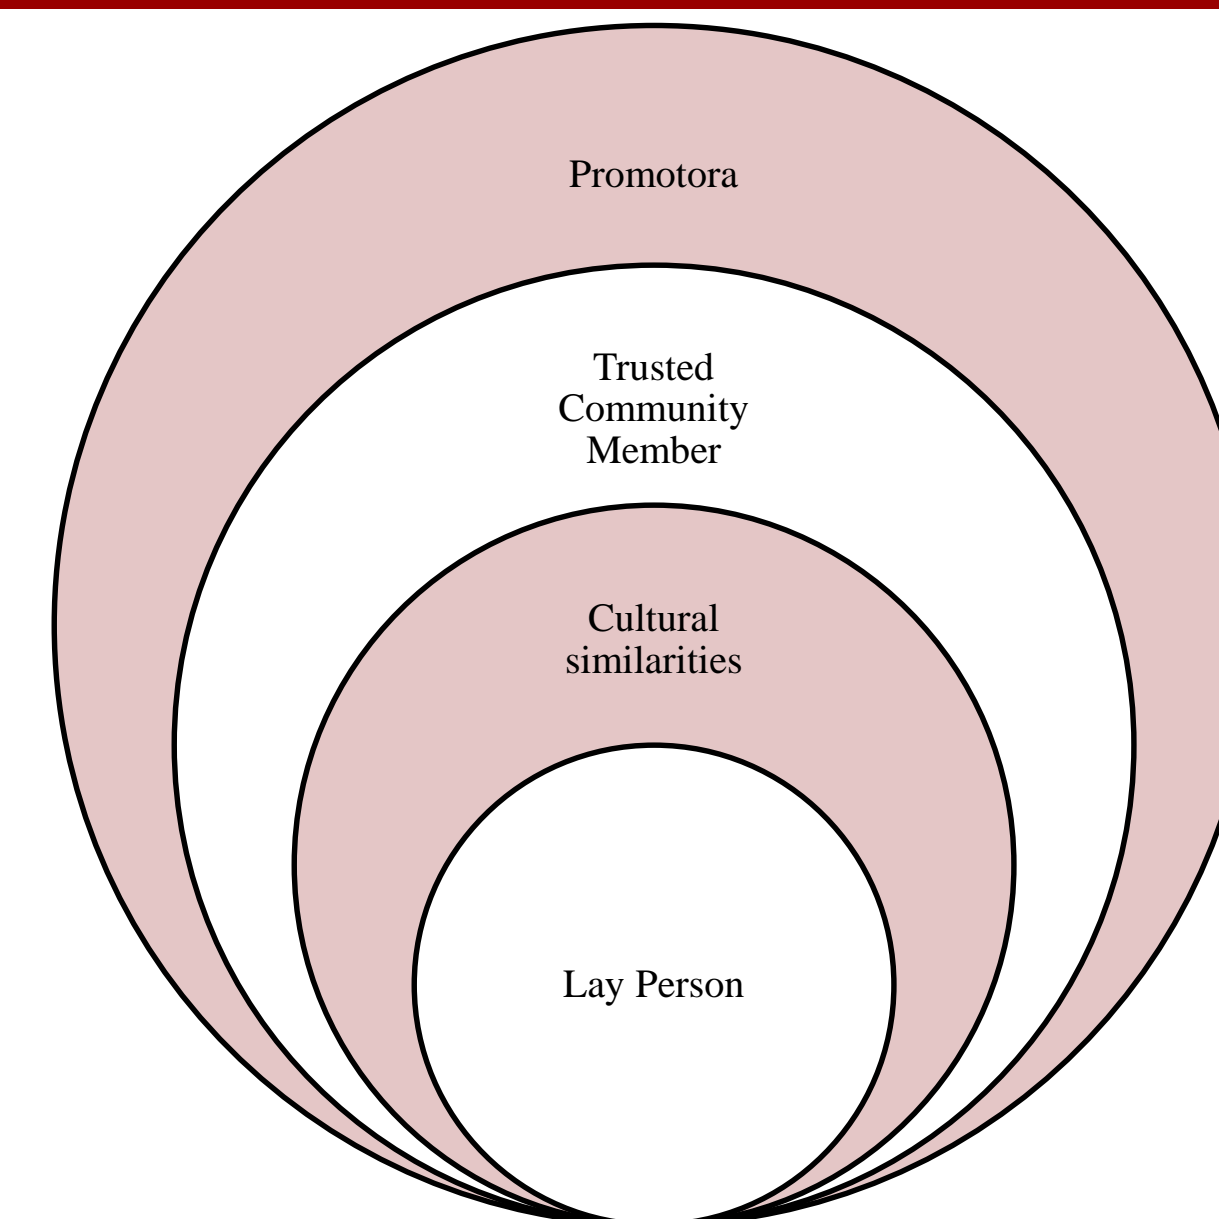 Promotora
Trusted
Community
Member
Cultural
similarities
Lay Person